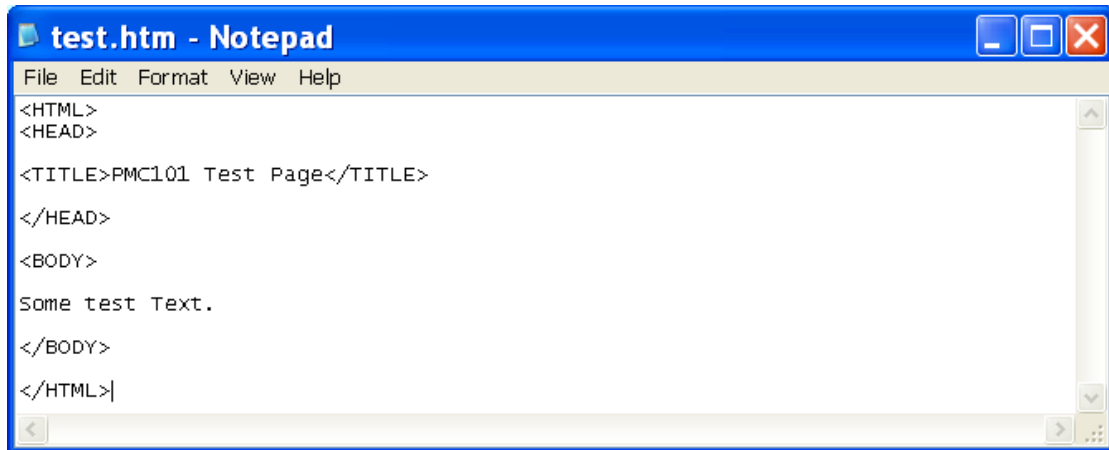 test.htm - Notepad
File Edit Format View Help
<HTML>
<HEAD>
<TITLE>PMC101 Test Page</TITLE>
</HEAD>
<BODY>
Some test Text.
</BODY>
</HTML>